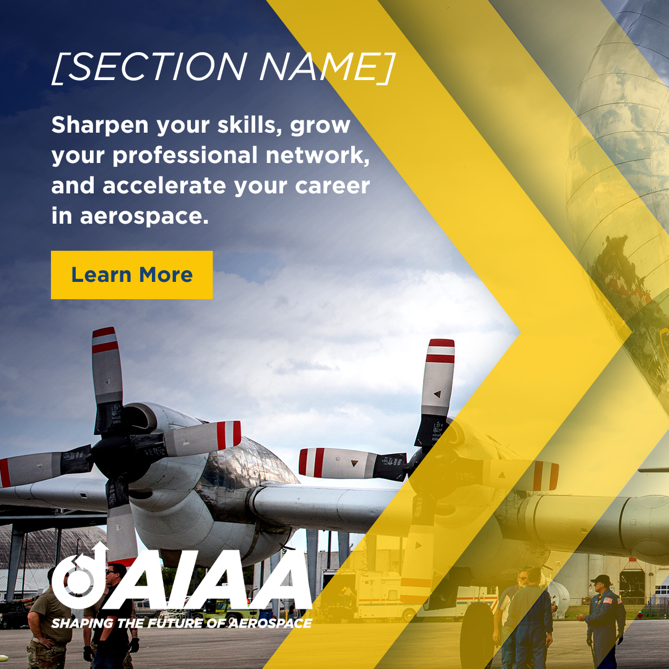 [SECTION NAME]
Sharpen your skills, grow
your professional network,
and accelerate your career
in aerospace.
Learn More
AIAA
SHAPING THE FUTURE OF AEROSPACE